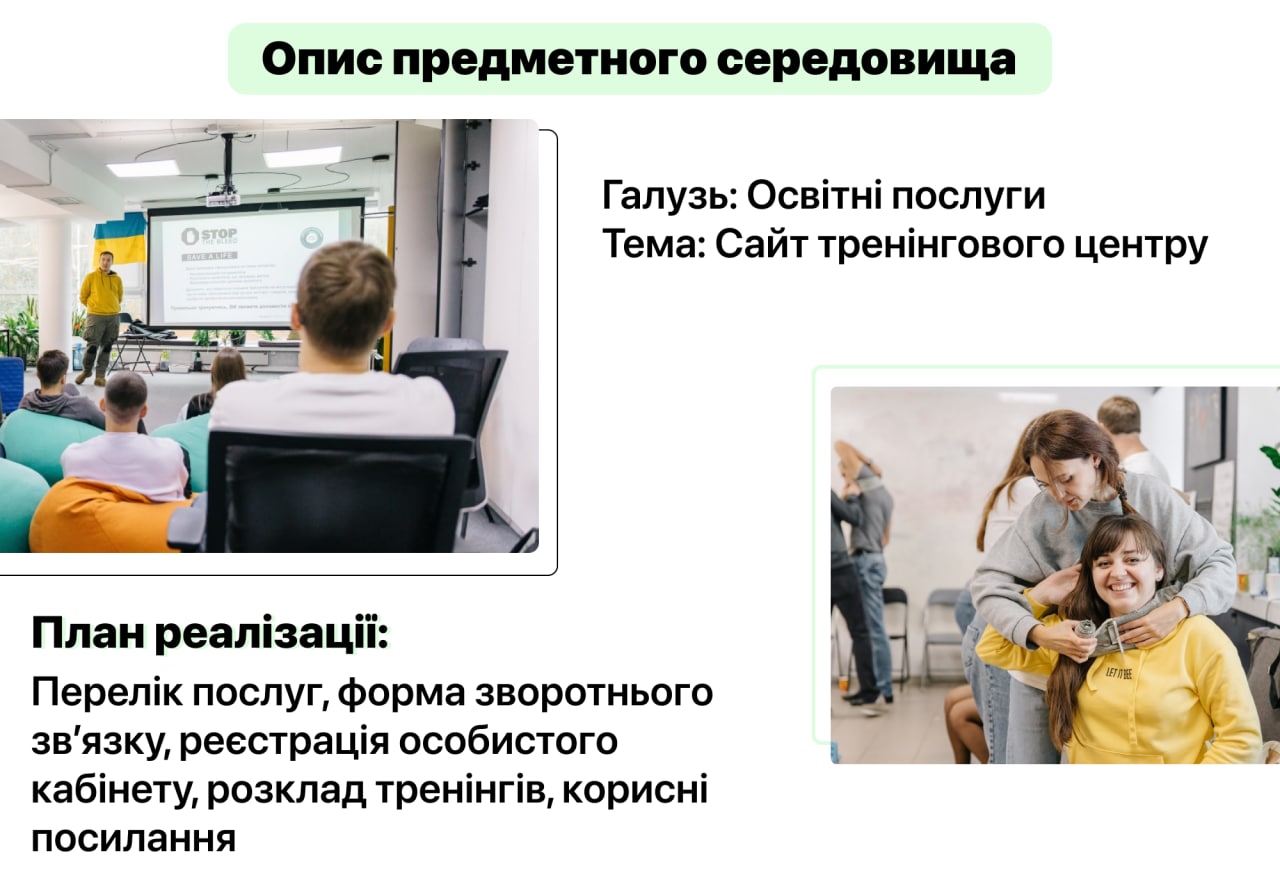 Опис предметного середовища
STOP
THE BLEED
SAVE A LIFE
Галузь: Освітні послуги
Тема: Сайт тренінгового центру
LET IT BEE
План реалізації:
Перелік послуг, форма зворотнього
зв’язку, реєстрація особистого
кабінету, розклад тренінгів, корисні
посилання